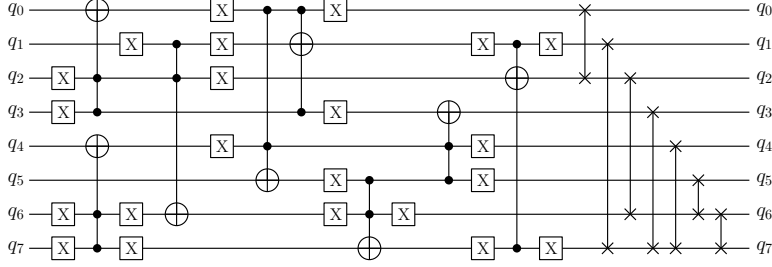 q0 X X q0
q1 X X X X q1
q2 X X q2
q3 X X q3
q4 X X q4
q5 X X q5
q6 X X X X q6
q7 X X X X q7